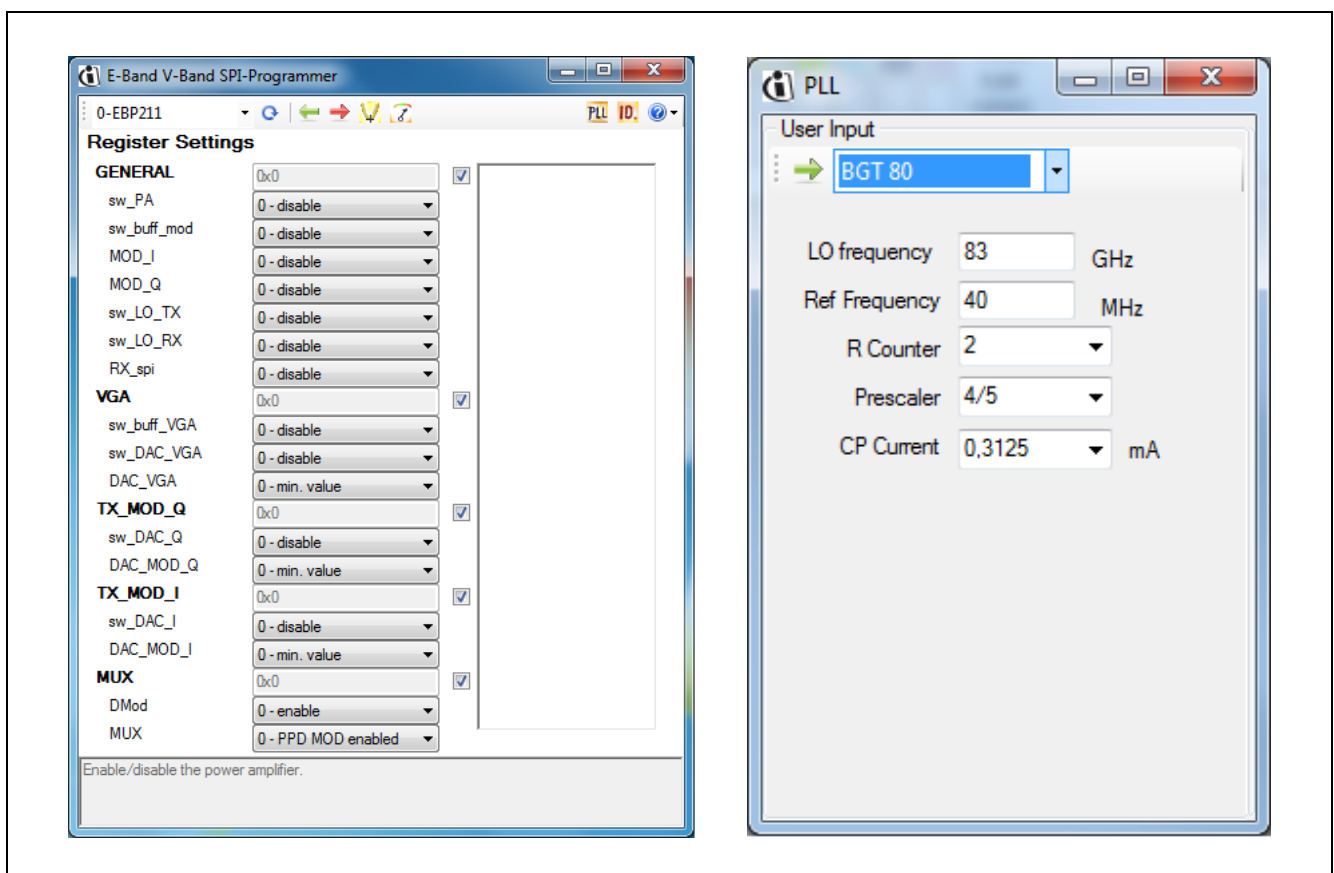 E-Band V-Band SPI-Programmer
0-EBP211
PLL ID.
Register Settings
GENERAL 0x0
sw_PA 0 - disable
sw_buff_mod 0 - disable
MOD_I 0 - disable
MOD_Q 0 - disable
sw_LO_TX 0 - disable
sw_LO_RX 0 - disable
RX_spi 0 - disable
VGA 0x0
sw_buff_VGA 0 - disable
sw_DAC_VGA 0 - disable
DAC_VGA 0 - min. value
TX_MOD_Q 0x0
sw_DAC_Q 0 - disable
DAC_MOD_Q 0 - min. value
TX_MOD_I 0x0
sw_DAC_I 0 - disable
DAC_MOD_I 0 - min. value
MUX 0x0
DMod 0 - enable
MUX 0 - PPD MOD enabled
Enable/disable the power amplifier.
PLL
User Input
BGT 80
LO frequency 83 GHz
Ref Frequency 40 MHz
R Counter 2
Prescaler 4/5
CP Current 0,3125 mA